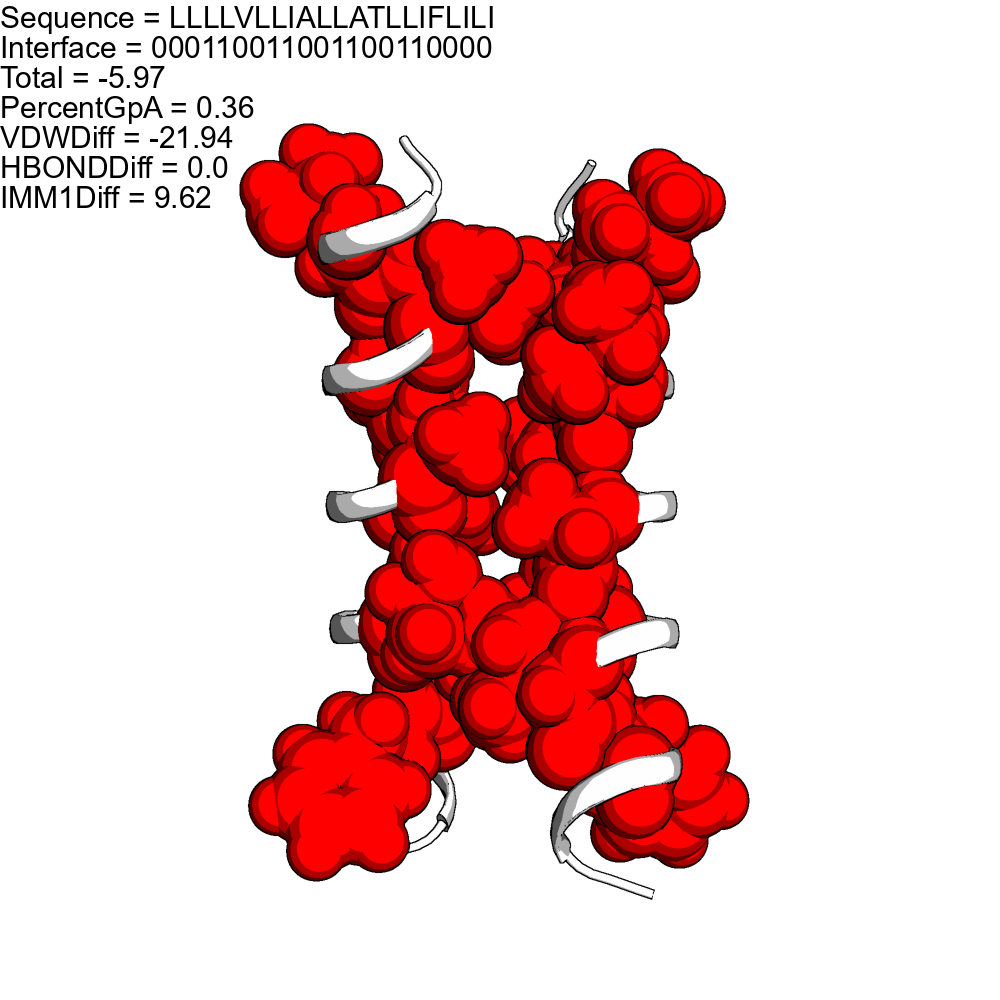 Sequence = LLLLVLLIALLATLLIFLILI
Interface = 000110011001100110000
Total = -5.97
PercentGpA = 0.36
VDWDiff = -21.94
HBONDDiff = 0.0
IMM1Diff = 9.62